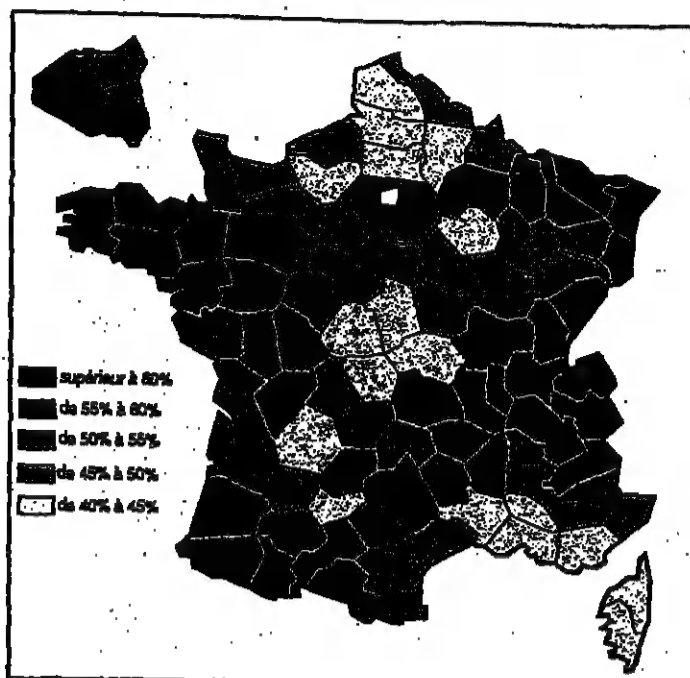 supérieur à 60%
de 55% à 60%
de 50% à 55%
de 45% à 50%
de 40% à 45%